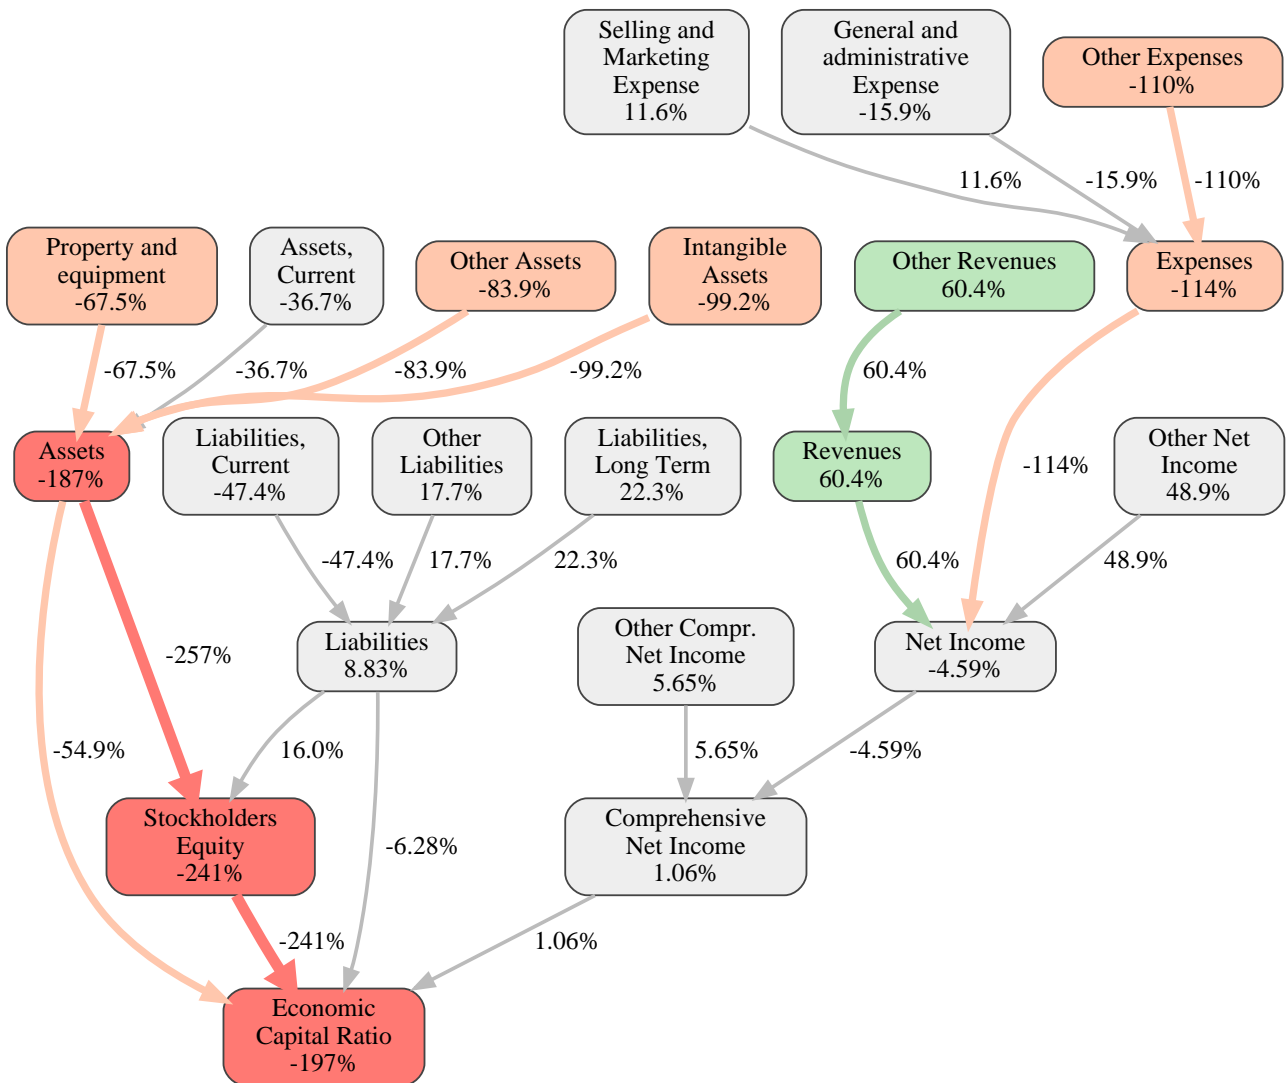 Selling and
Marketing
Expense
11.6%
General and
administrative
Expense
-15.9%
Other Expenses
-110%
11.6%
-15.9%
-110%
Property and
equipment
-67.5%
Assets,
Current
-36.7%
Other Assets
-83.9%
Intangible
Assets
-99.2%
Other Revenues
60.4%
Expenses
-114%
-67.5%
-36.7%
-83.9%
-99.2%
60.4%
Assets
-187%
Liabilities,
Current
-47.4%
Other
Liabilities
17.7%
Liabilities,
Long Term
22.3%
Revenues
60.4%
-114%
Other Net
Income
48.9%
-47.4%
17.7%
22.3%
60.4%
48.9%
-257%
Liabilities
8.83%
Other Compr.
Net Income
5.65%
Net Income
-4.59%
-54.9%
16.0%
5.65%
-4.59%
Stockholders
Equity
-241%
-6.28%
Comprehensive
Net Income
1.06%
-241%
1.06%
Economic
Capital Ratio
-197%